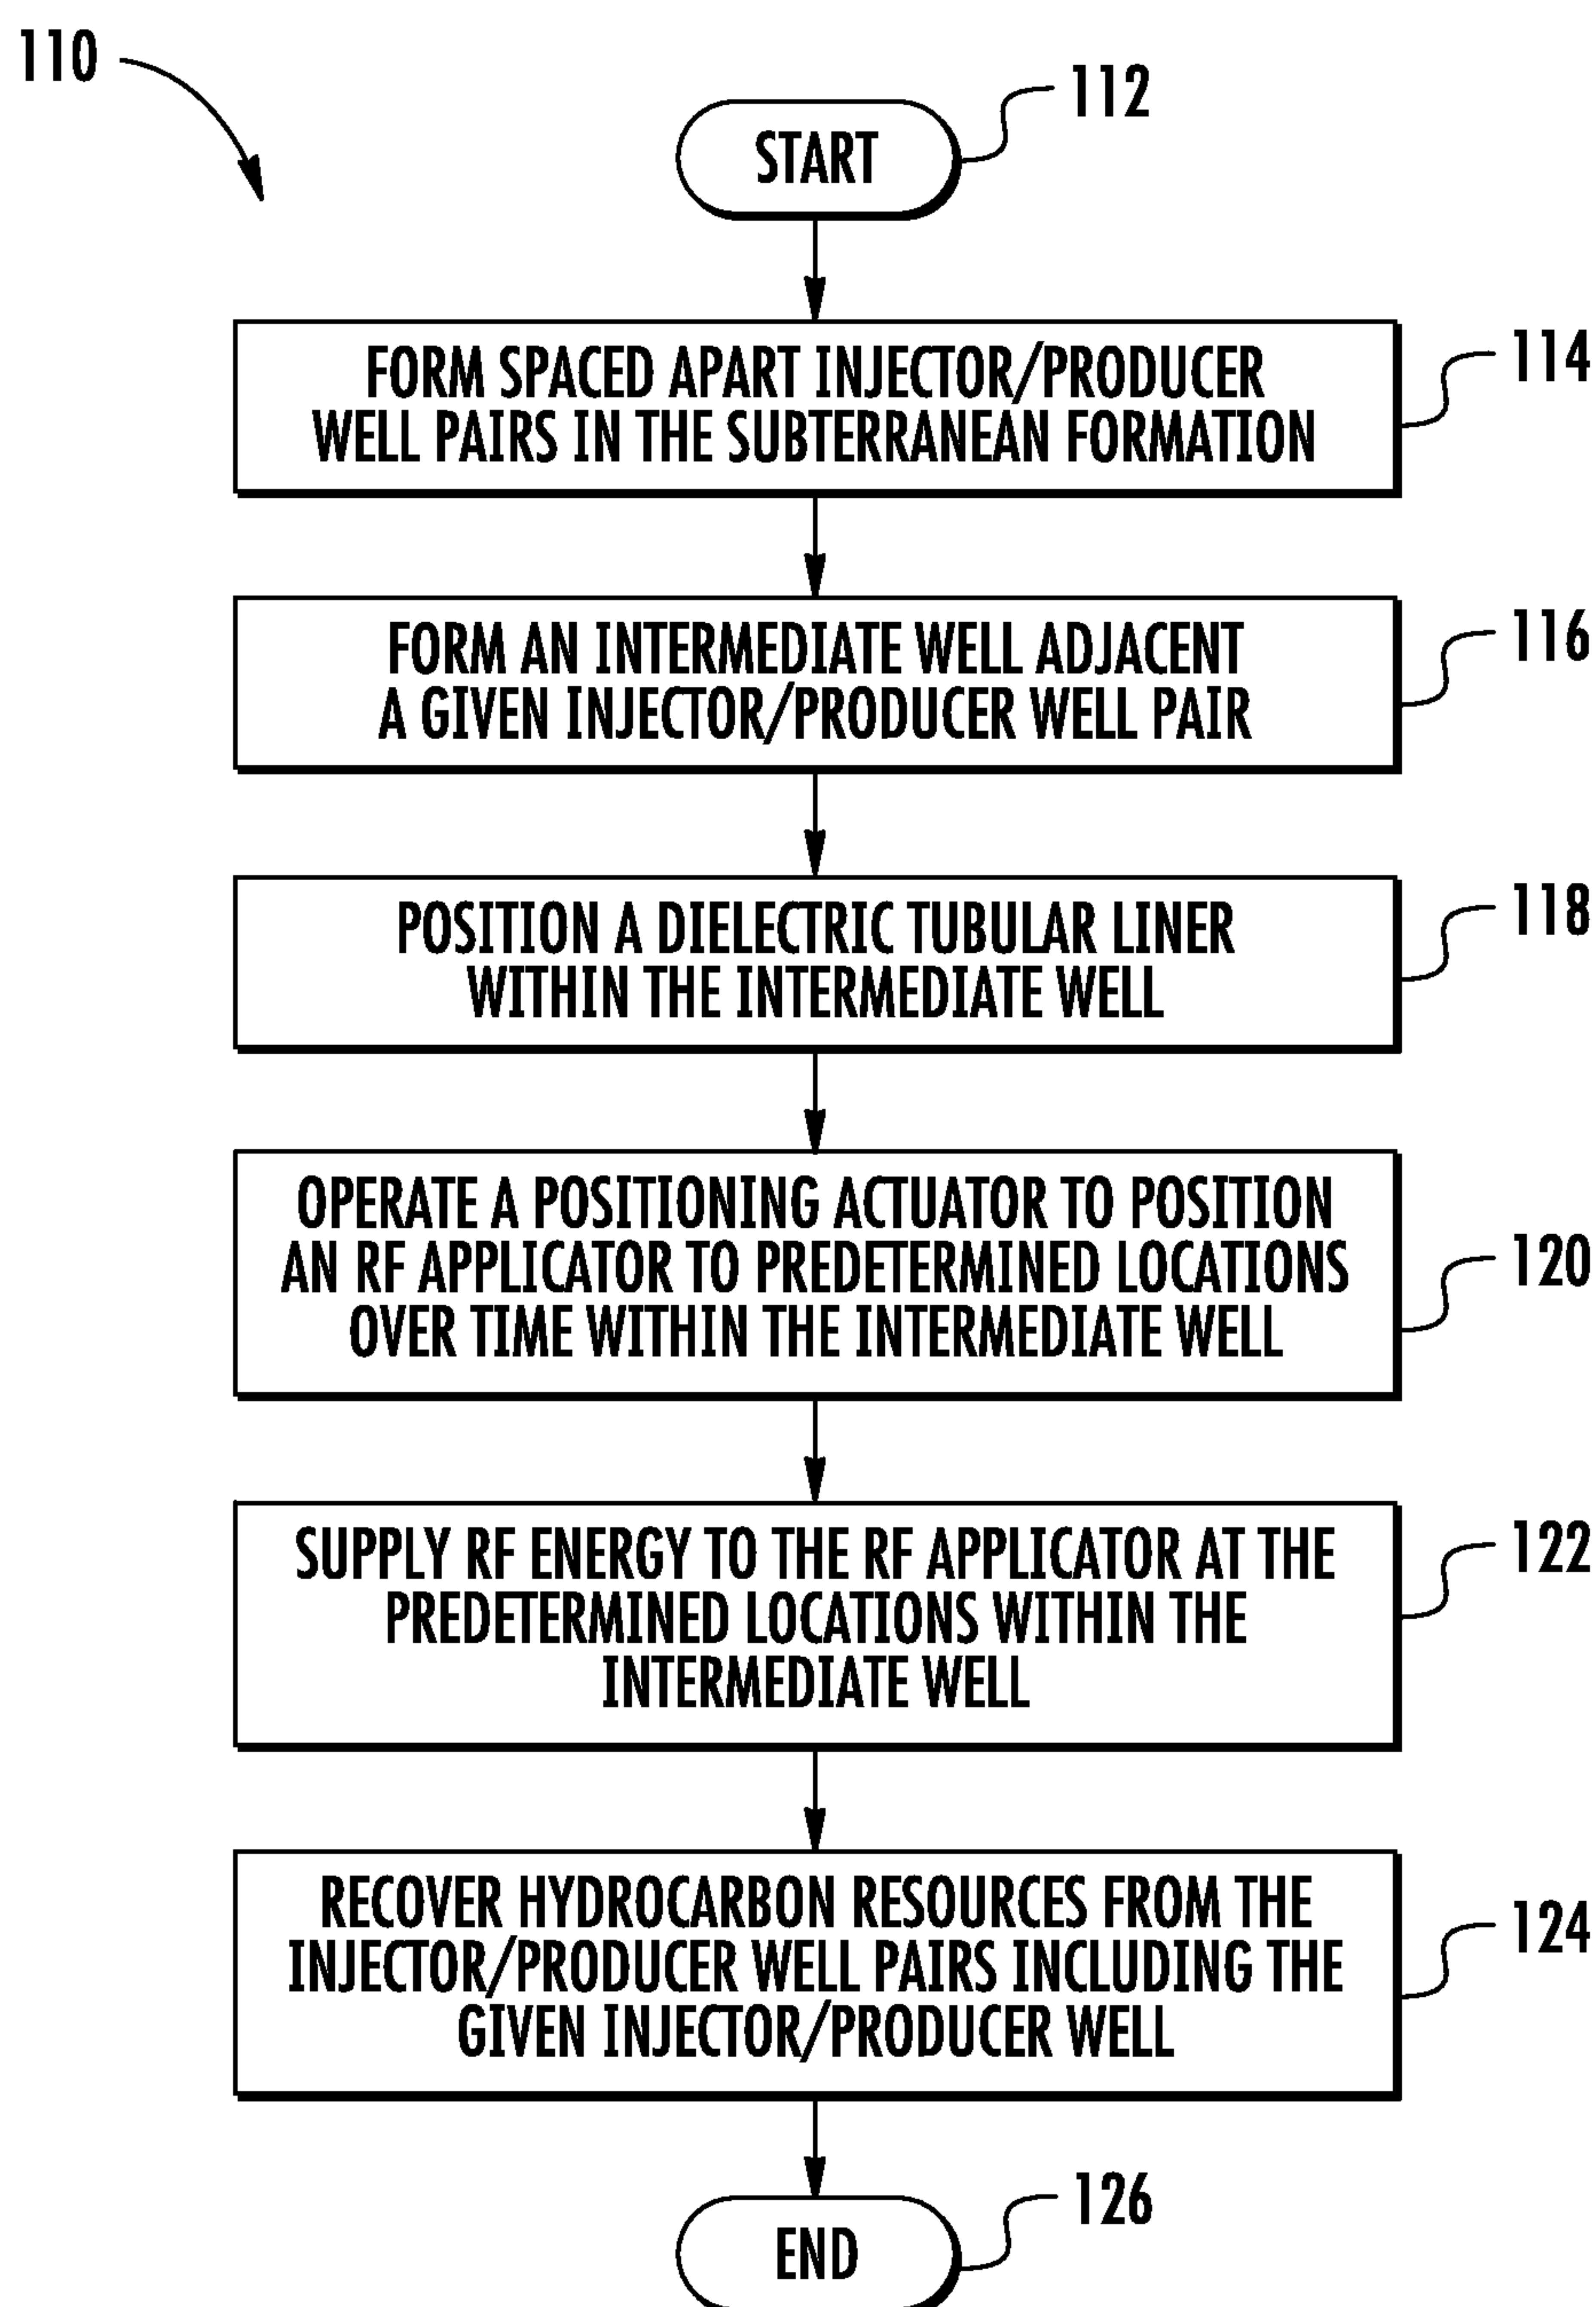 110
112
START
FORM SPACED APART INJECTOR/PRODUCER
WELL PAIRS IN THE SUBTERRANEAN FORMATION
114
FORM AN INTERMEDIATE WELL ADJACENT
A GIVEN INJECTOR/PRODUCER WELL PAIR
116
POSITION A DIELECTRIC TUBULAR LINER
WITHIN THE INTERMEDIATE WELL
118
OPERATE A POSITIONING ACTUATOR TO POSITION
AN RF APPLICATOR TO PREDETERMINED LOCATIONS
OVER TIME WITHIN THE INTERMEDIATE WELL
120
SUPPLY RF ENERGY TO THE RF APPLICATOR AT THE
PREDETERMINED LOCATIONS WITHIN THE
INTERMEDIATE WELL
122
RECOVER HYDROCARBON RESOURCES FROM THE
INJECTOR/PRODUCER WELL PAIRS INCLUDING THE
GIVEN INJECTOR/PRODUCER WELL
124
126
END